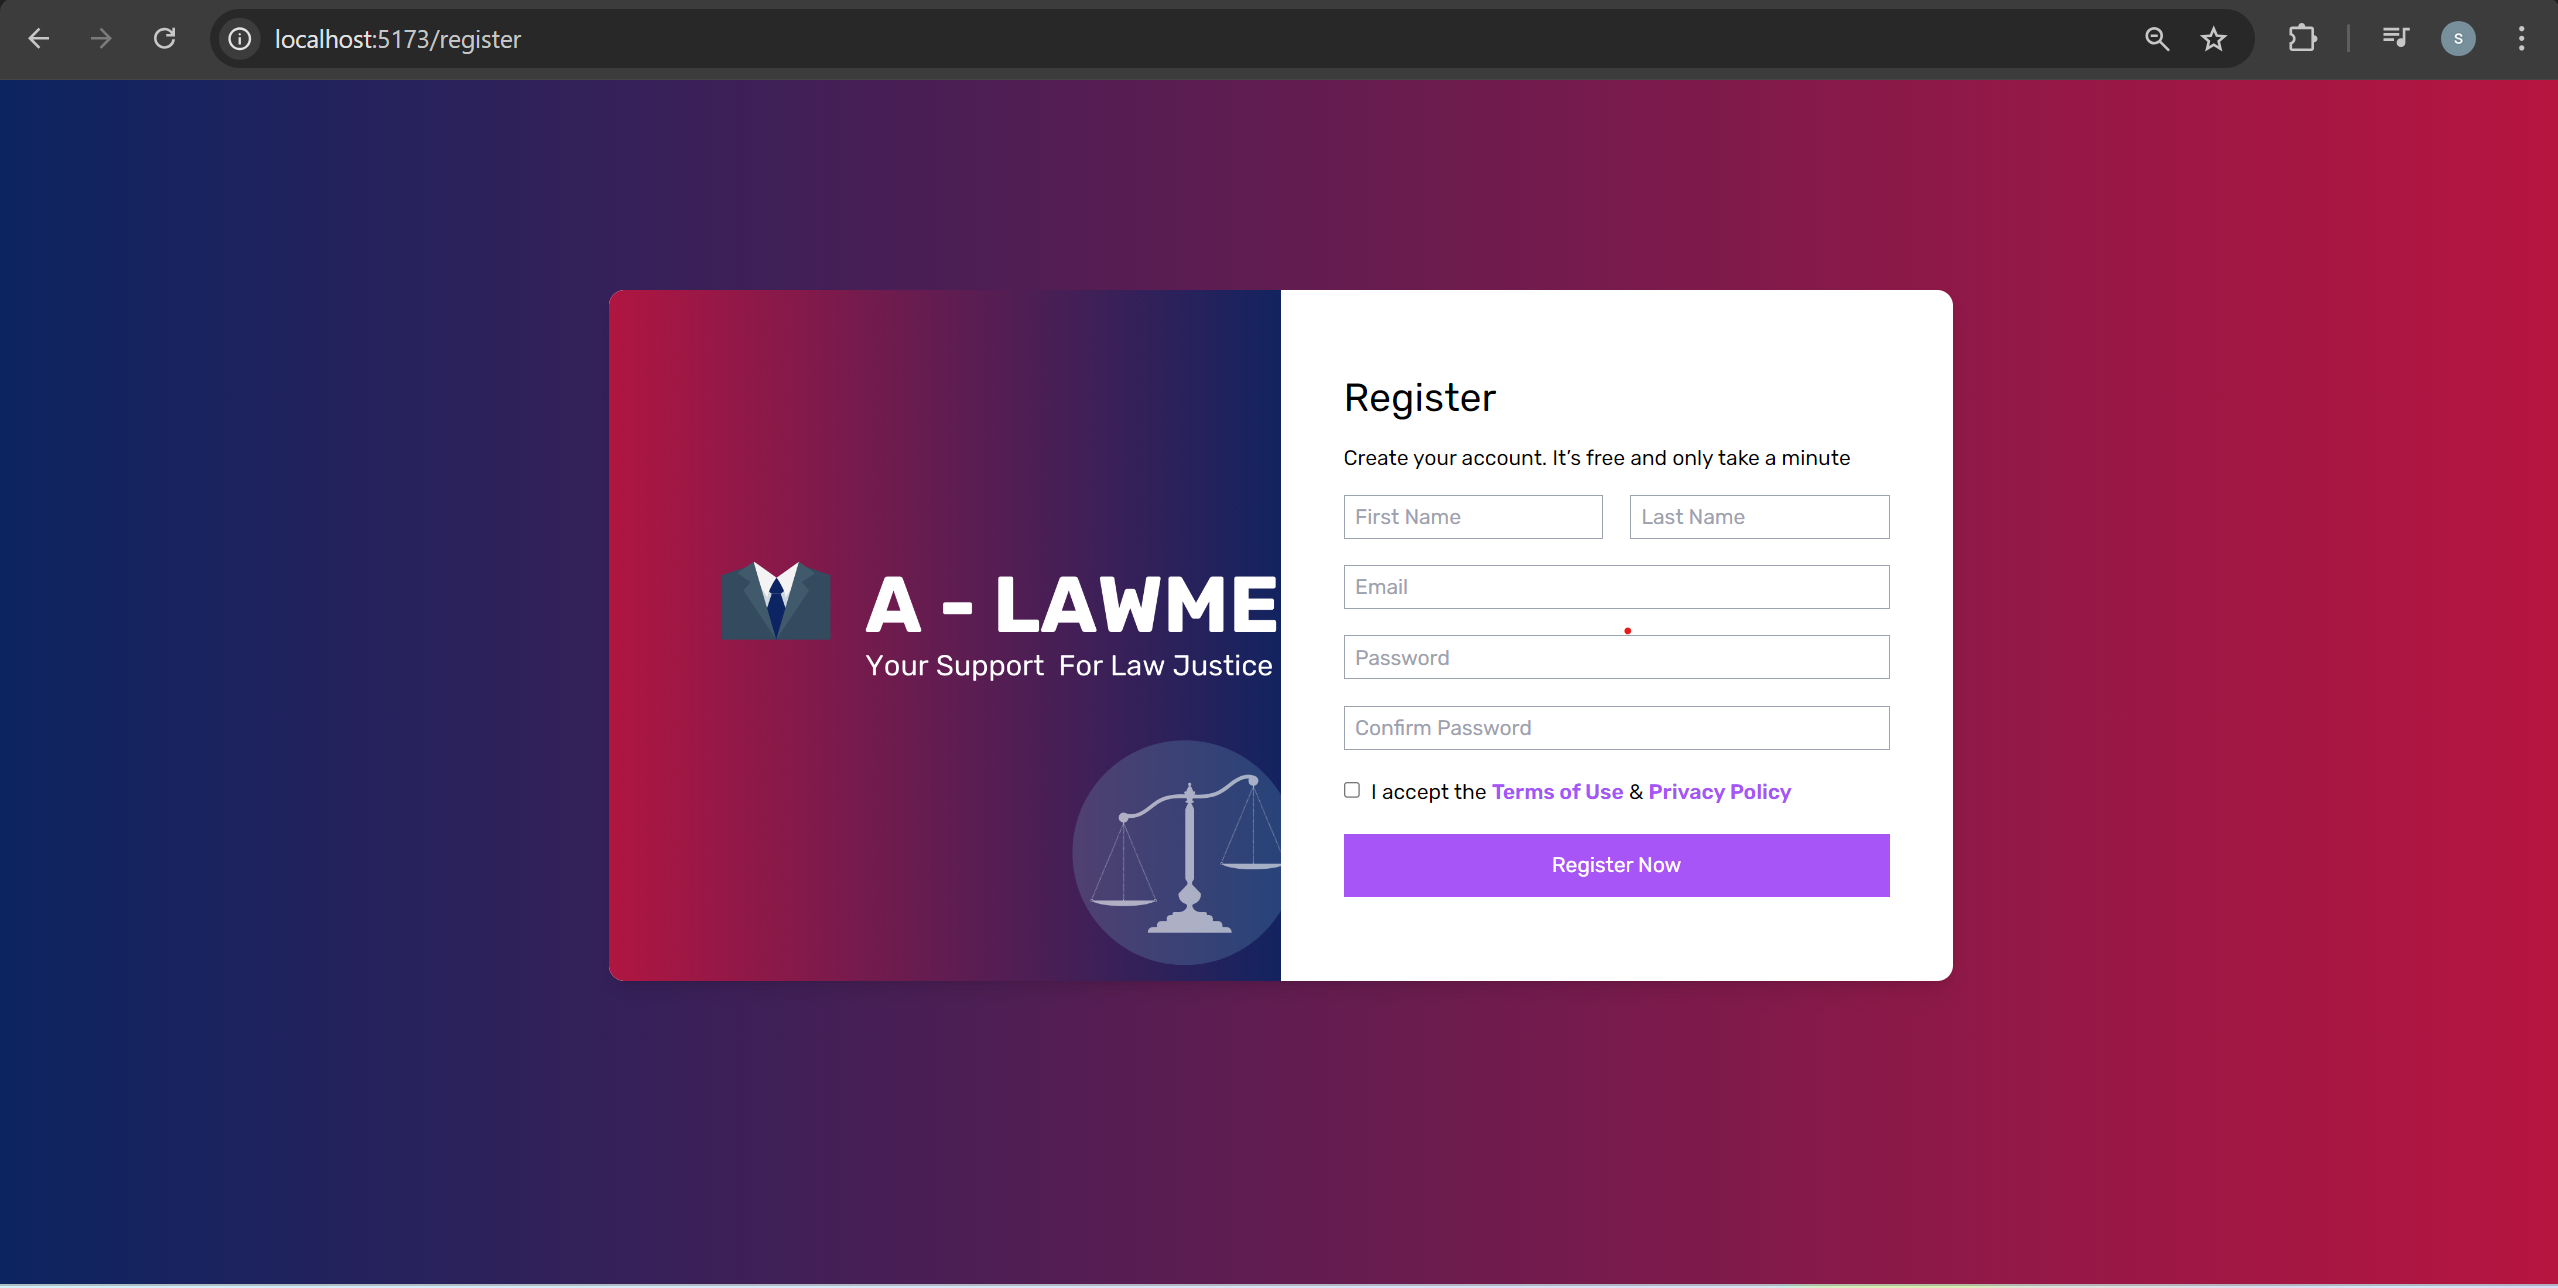 localhost:5173/register
S
A - LAWME
Your Support For Law Justice
Register
Create your account. It's free and only take a minute
First Name
Last Name
Email
Password
Confirm Password
I accept the Terms of Use & Privacy Policy
Register Now